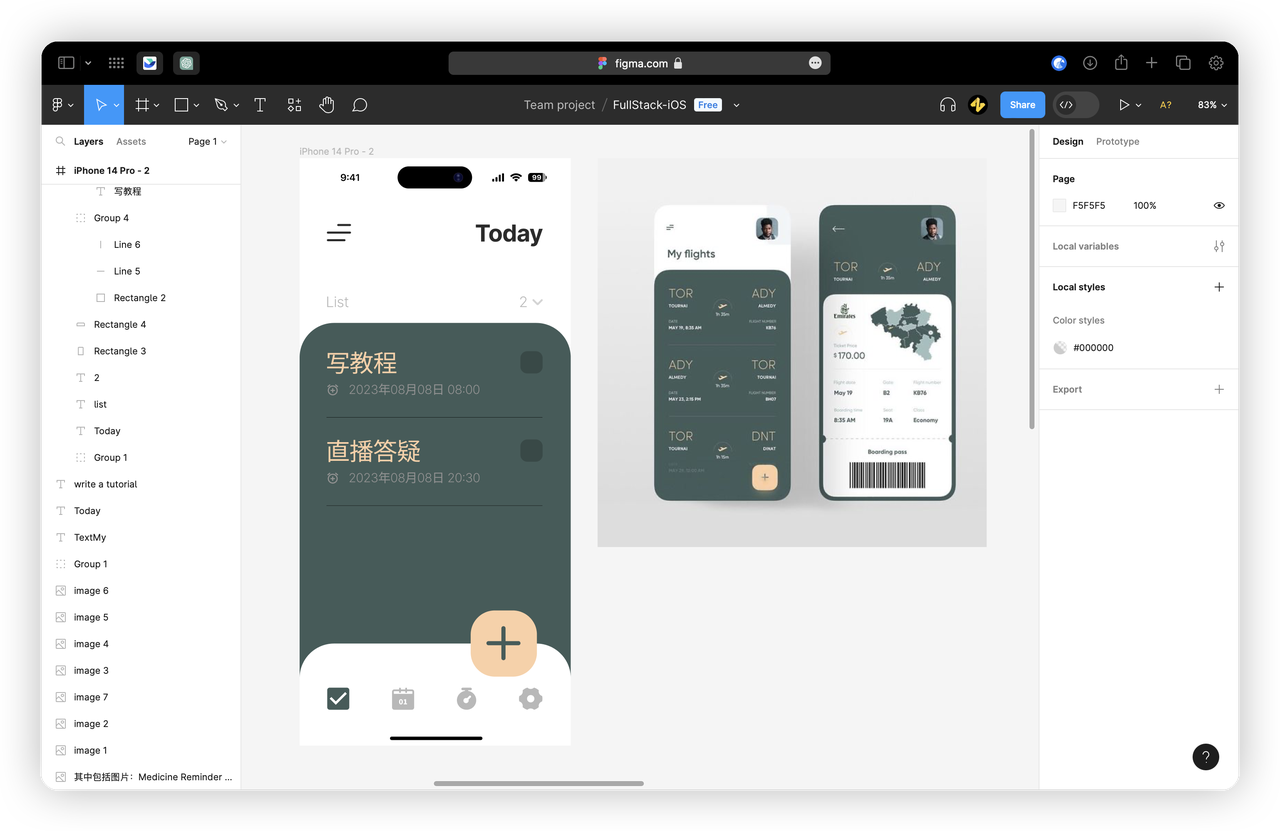 figma.com
Team project / FullStack-iOS Free
Share
A?
83%
Layers Assets Page 1
iPhone 14 Pro - 2
写教程
Group 4
Line 6
Line 5
Rectangle 2
Rectangle 4
Rectangle 3
2
list
Today
Group 1
write a tutorial
Today
TextMy
Group 1
image 6
image 5
image 4
image 3
image 7
image 2
image 1
其中包括图片：Medicine Reminder ...
iPhone 14 Pro - 2
9:41
99
Today
List 2
写教程
2023年08月08日 08:00
直播答疑
2023年08月08日 20:30
01
My flights
TOR ADY
TOURNAI ALMEDY
1h 35m
DATE FLIGHT NUMBER
MAY 19, 8:35 AM KB76
ADY TOR
ALMEDY TOURNAI
1h 35m
DATE FLIGHT NUMBER
MAY 23, 3:15 PM BM07
TOR DNT
TOURNAI DINAT
1h 15m
TOR ADY
TOURNAI ALMEDY
1h 35m
Emirates
Ticket Price
$170.00
Flight date Gate Flight number
May 19 B2 KB76
Boarding time Seat Class
8:35 AM 19A Economy
Boarding pass
Design Prototype
Page
F5F5F5 100%
Local variables
Local styles
Color styles
#000000
Export
?